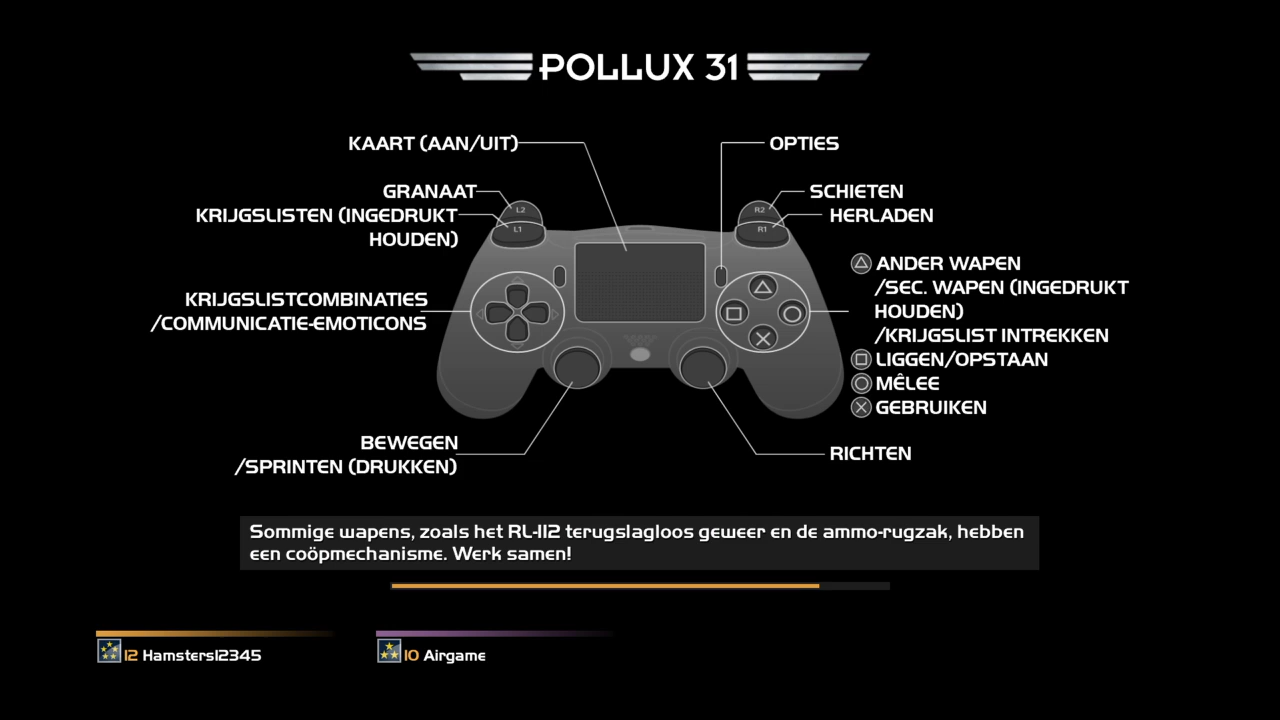 POLLUX 31
KAART (AAN/UIT)
OPTIES
GRANAAT
SCHIETEN
KRIJGSLISTEN (INGEDRUKT
HOUDEN)
HERLADEN
L2
L1
R2
R1
ANDER WAPEN
/SEC. WAPEN (INGEDRUKT
HOUDEN)
/KRIJGSLIST INTREKKEN
LIGGEN/OPSTAAN
MÊLEE
GEBRUIKEN
KRIJGSLISTCOMBINATIES
/COMMUNICATIE-EMOTICONS
BEWEGEN
/SPRINTEN (DRUKKEN)
RICHTEN
Sommige wapens, zoals het RL-112 terugslagloos geweer en de ammo-rugzak, hebben
een coöpmechanisme. Werk samen!
12 Hamsters12345
10 Airgame